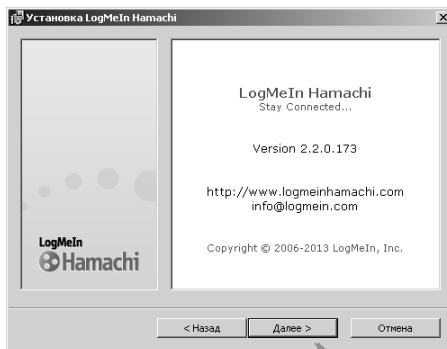 Установка LogMeIn Hamachi
LogMeIn Hamachi
Stay Connected...
Version 2.2.0.173
http://www.logmeinhamachi.com
info@logmein.com
Copyright © 2006-2013 LogMeIn, Inc.
LogMeIn
Hamachi
< Назад
Далее >
Отмена